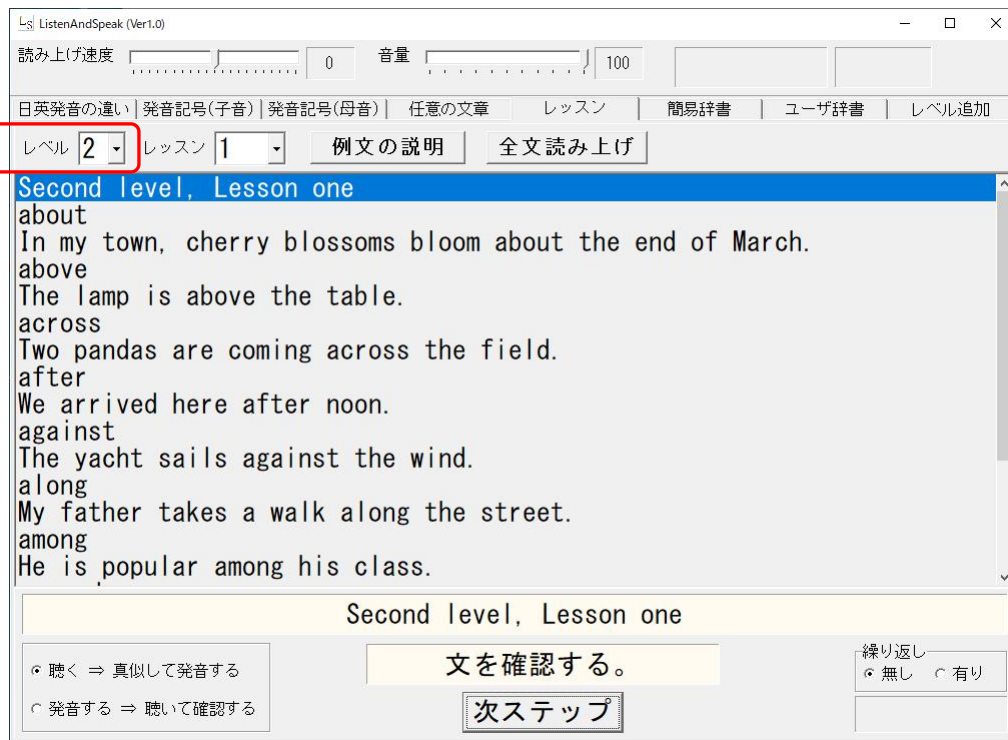 LS ListenAndSpeak (Ver1.0)
読み上げ速度 0 音量 100
日英発音の違い 発音記号(子音) 発音記号(母音) 任意の文章 レッスン 簡易辞書 ユーザ辞書 レベル追加
レベル 2 レッスン 1 例文の説明 全文読み上げ
Second level, Lesson one
about
In my town, cherry blossoms bloom about the end of March.
above
The lamp is above the table.
across
Two pandas are coming across the field.
after
We arrived here after noon.
against
The yacht sails against the wind.
along
My father takes a walk along the street.
among
He is popular among his class.
Second level, Lesson one
聴く ⇒ 真似して発音する
発音する ⇒ 聴いて確認する
文を確認する。
次ステップ
繰り返し
無し 有り